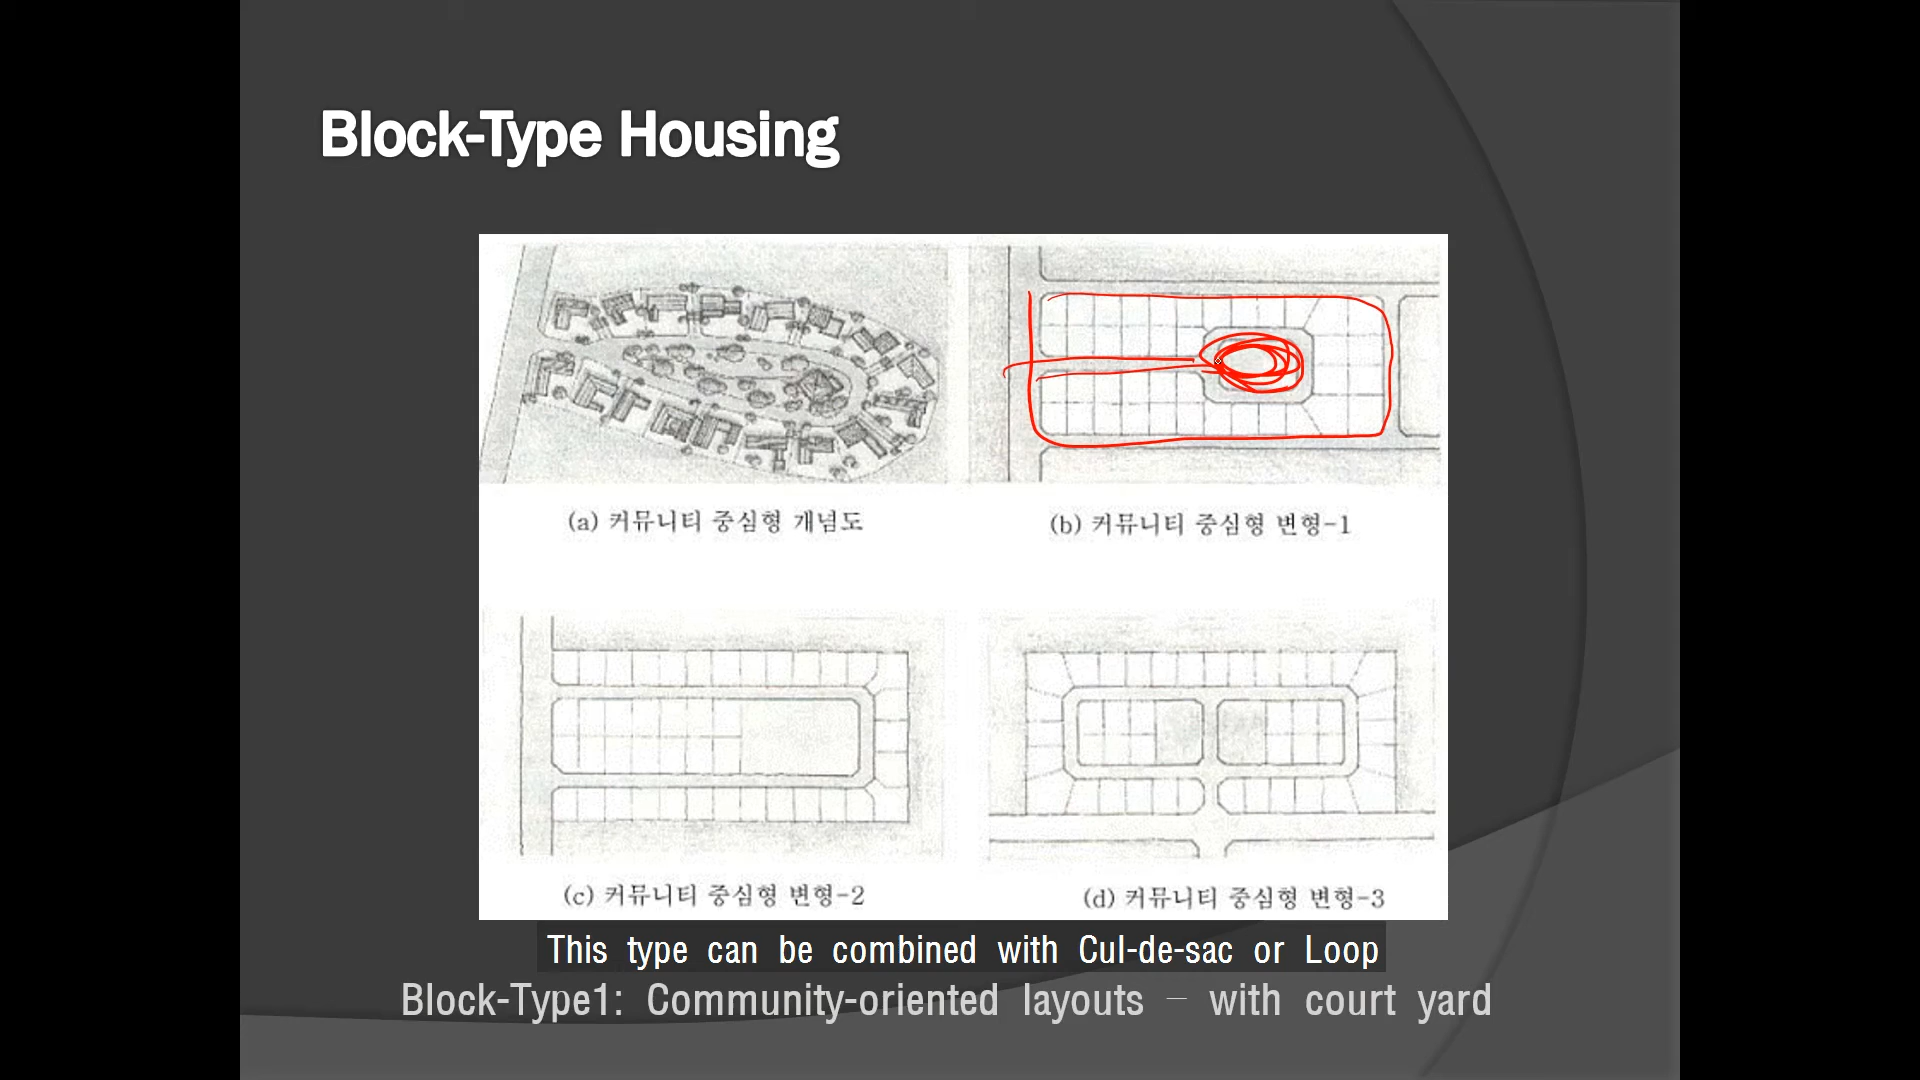 Block-Type Housing
(a) 커뮤니티 중심형 개념도
(b) 커뮤니티 중심형 변형-1
(c) 커뮤니티 중심형 변형-2
(d) 커뮤니티 중심형 변형-3
This type can be combined with Cul-de-sac or Loop
Block-Type1: Community-oriented layouts – with court yard